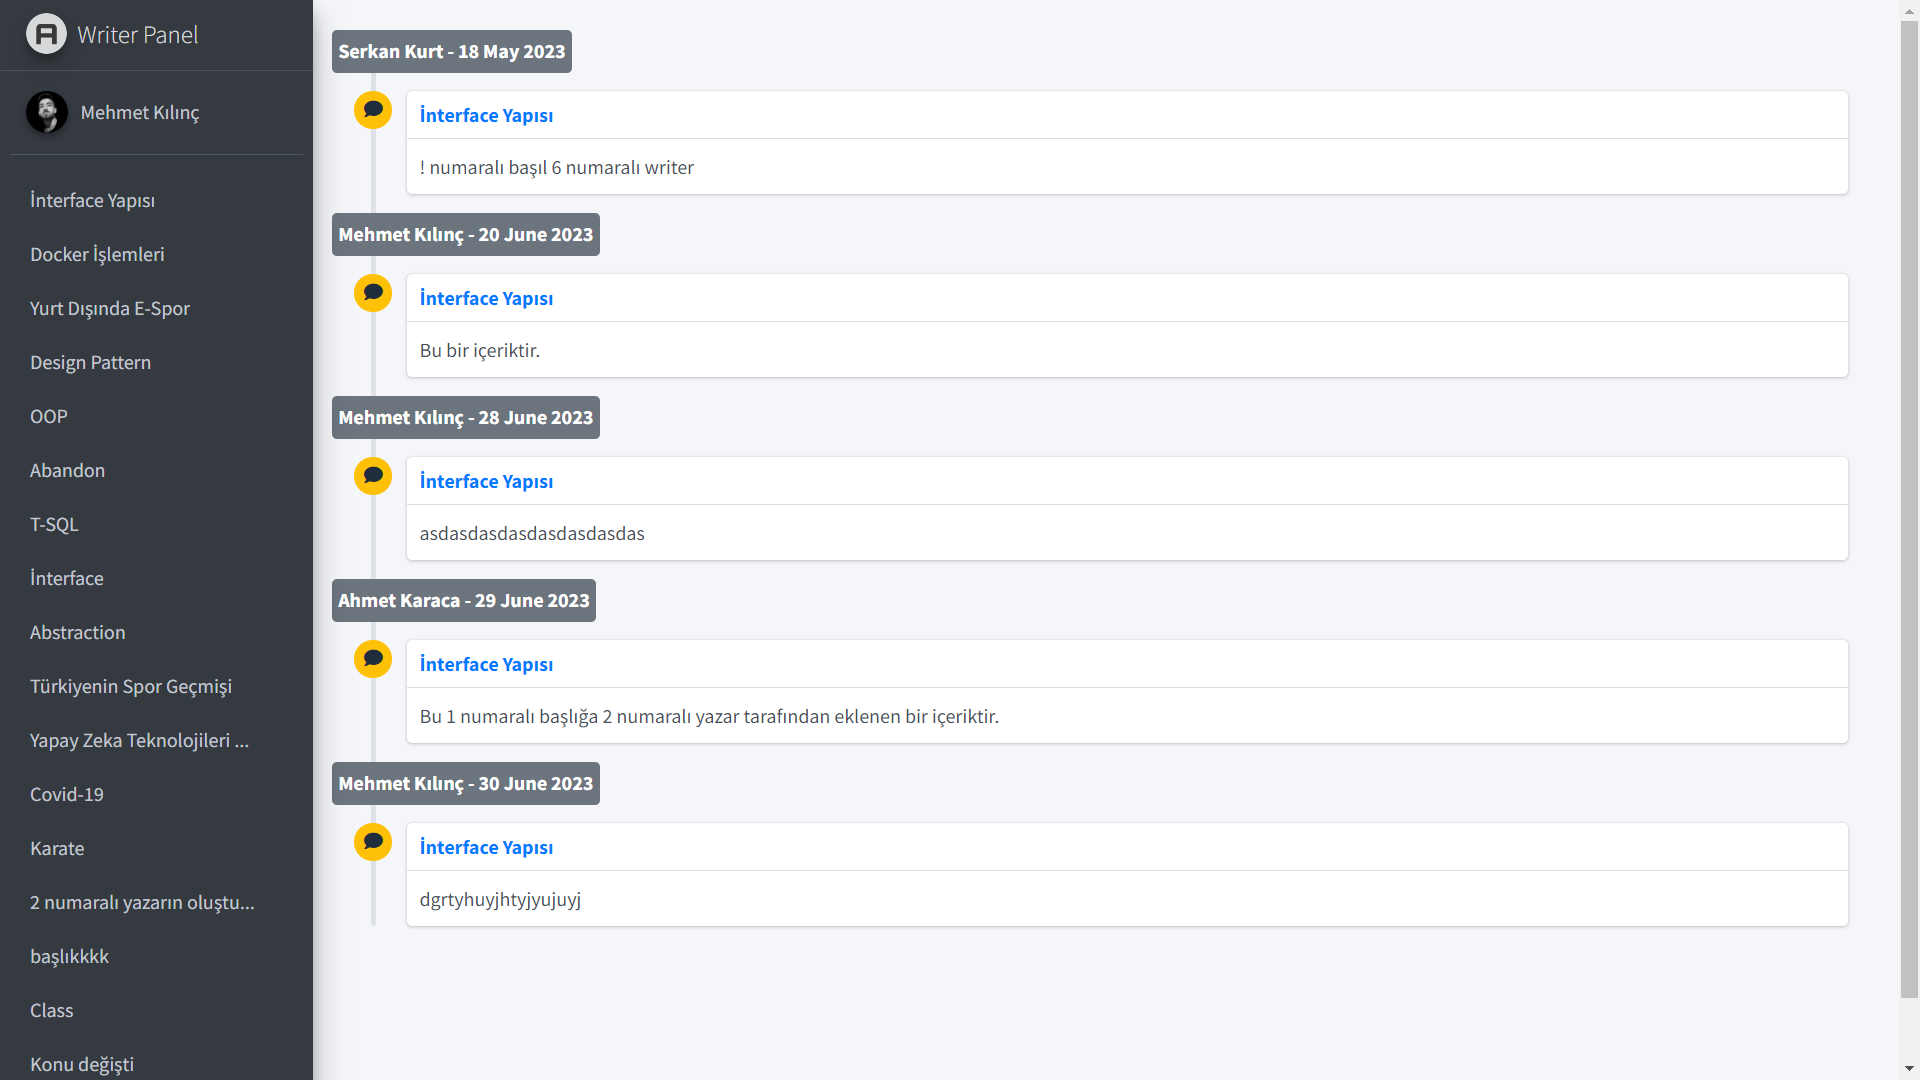 Writer Panel
Mehmet Kılınç
İnterface Yapısı
Docker İşlemleri
Yurt Dışında E-Spor
Design Pattern
OOP
Abandon
T-SQL
İnterface
Abstraction
Türkiyenin Spor Geçmişi
Yapay Zeka Teknolojileri ...
Covid-19
Karate
2 numaralı yazarın oluştu...
başlıkkkk
Class
Konu değişti
Serkan Kurt - 18 May 2023
İnterface Yapısı
! numaralı başıl 6 numaralı writer
Mehmet Kılınç - 20 June 2023
İnterface Yapısı
Bu bir içeriktir.
Mehmet Kılınç - 28 June 2023
İnterface Yapısı
asdasdasdasdasdasdasdas
Ahmet Karaca - 29 June 2023
İnterface Yapısı
Bu 1 numaralı başlığa 2 numaralı yazar tarafından eklenen bir içeriktir.
Mehmet Kılınç - 30 June 2023
İnterface Yapısı
dgrtyhuyjhtyjyujuyj